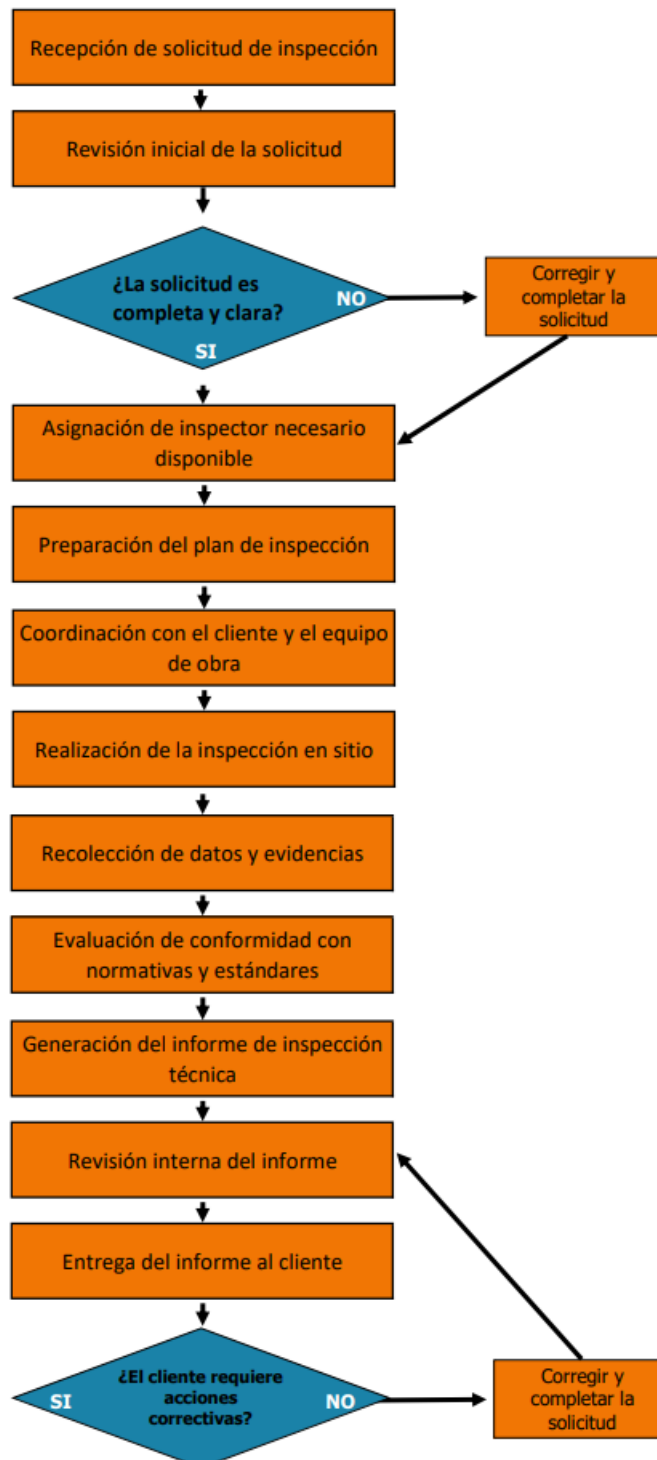 Recepción de solicitud de inspección
Revisión inicial de la solicitud
¿La solicitud es
completa y clara?
NO
SI
Corregir y
completar la
solicitud
Asignación de inspector necesario
disponible
Preparación del plan de inspección
Coordinación con el cliente y el equipo
de obra
Realización de la inspección en sitio
Recolección de datos y evidencias
Evaluación de conformidad con
normativas y estándares
Generación del informe de inspección
técnica
Revisión interna del informe
Entrega del informe al cliente
¿El cliente requiere
acciones
correctivas?
SI
NO
Corregir y
completar la
solicitud